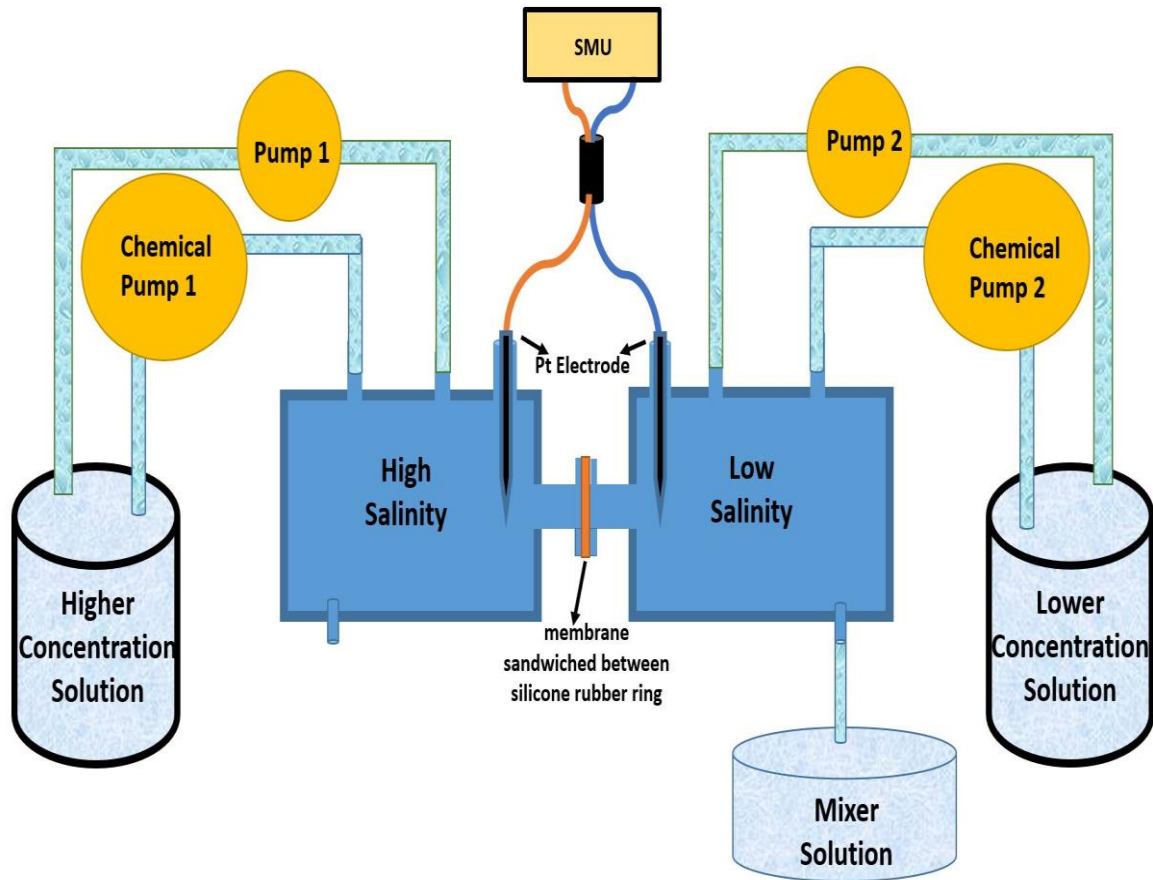 SMU
Pump 1
Pump 2
Chemical
Pump 1
Chemical
Pump 2
Pt Electrode
High
Salinity
Low
Salinity
Higher
Concentration
Solution
membrane
sandwiched between
silicone rubber ring
Lower
Concentration
Solution
Mixer
Solution